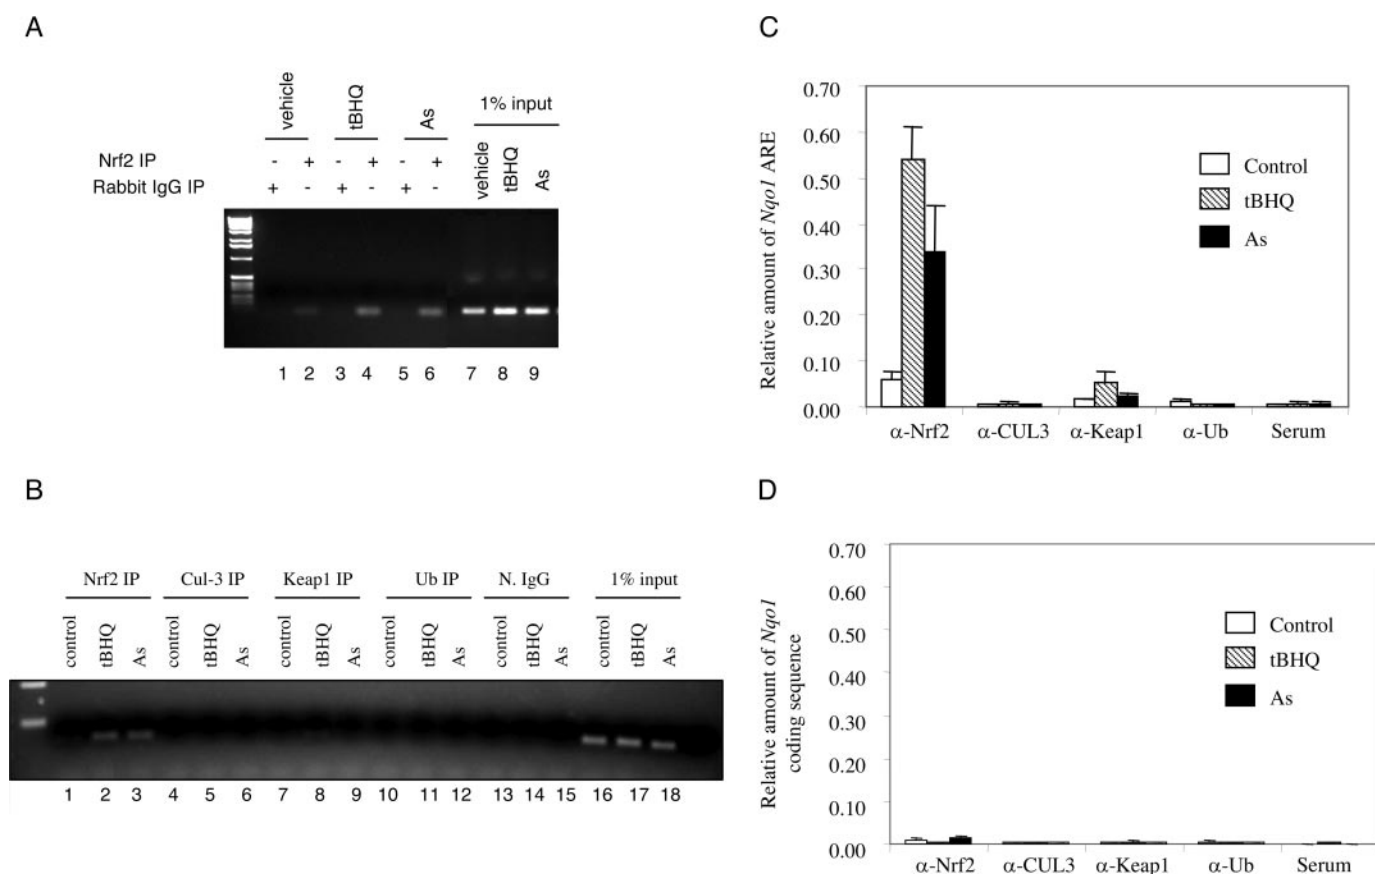 A
vehicle
tBHQ
As
1% input
Nrf2 IP - + - + - +
Rabbit IgG IP + - + - + -
vehicle
tBHQ
As
1 2 3 4 5 6 7 8 9
B
Nrf2 IP Cul-3 IP Keap1 IP Ub IP N. IgG 1% input
control tBHQ As control tBHQ As control tBHQ As control tBHQ As control tBHQ As control tBHQ As
1 2 3 4 5 6 7 8 9 10 11 12 13 14 15 16 17 18
C
Relative amount of Nqo1 ARE
0.70
0.60
0.50
0.40
0.30
0.20
0.10
0.00
Control
tBHQ
As
α-Nrf2 α-CUL3 α-Keap1 α-Ub Serum
D
Relative amount of Nqo1
coding sequence
0.70
0.60
0.50
0.40
0.30
0.20
0.10
0.00
Control
tBHQ
As
α-Nrf2 α-CUL3 α-Keap1 α-Ub Serum